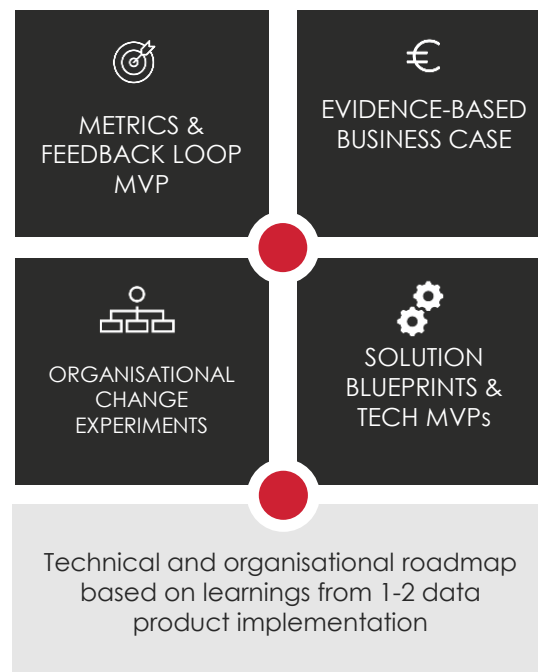 METRICS &
FEEDBACK LOOP
MVP
€
EVIDENCE-BASED
BUSINESS CASE
ORGANISATIONAL
CHANGE
EXPERIMENTS
SOLUTION
BLUEPRINTS &
TECH MVPs
Technical and organisational roadmap
based on learnings from 1-2 data
product implementation